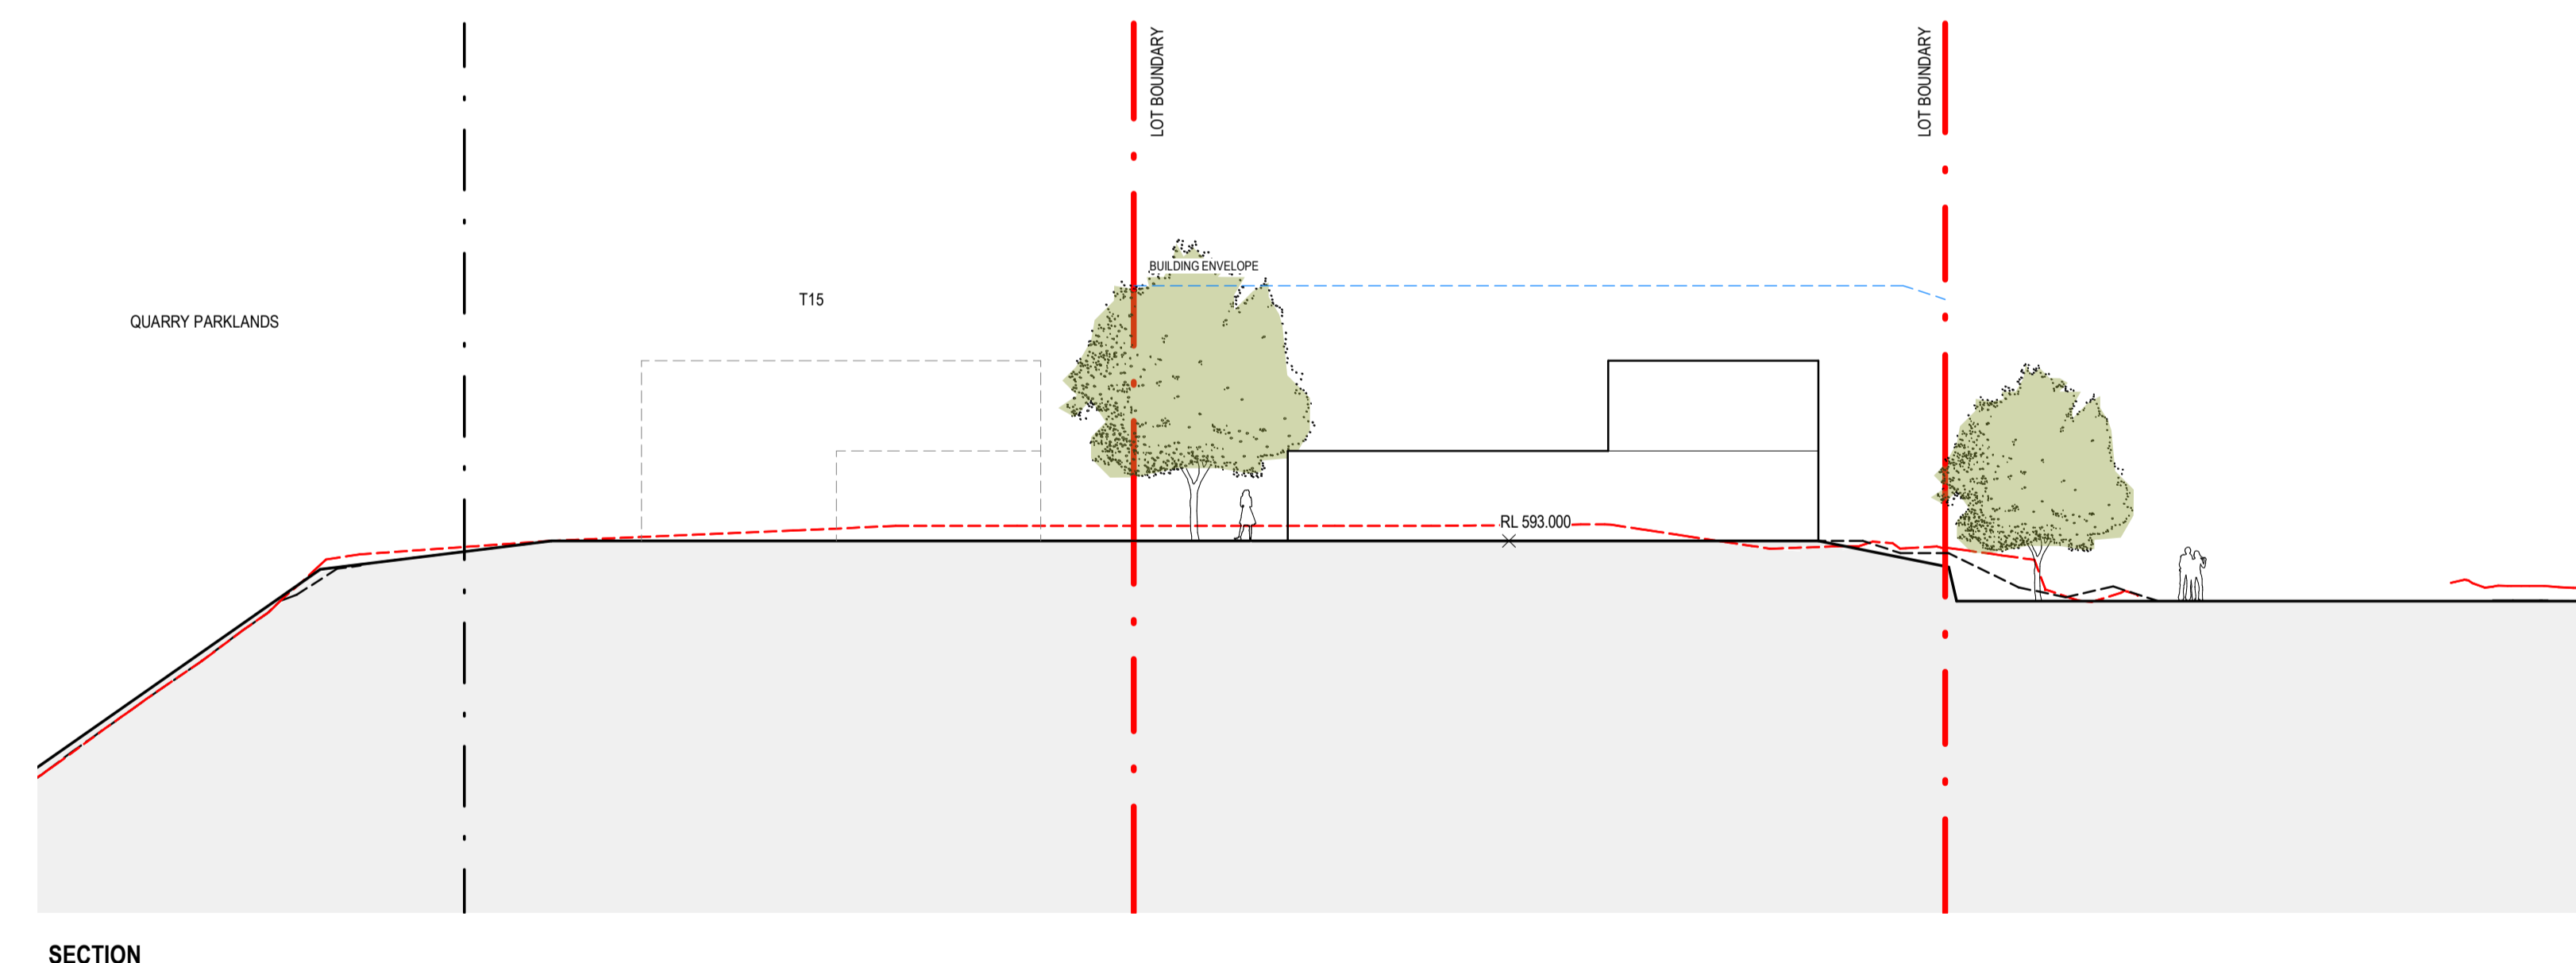 LOT BOUNDARY
LOT BOUNDARY
BUILDING ENVELOPE
T15
QUARRY PARKLANDS
RL 593.000
SECTION